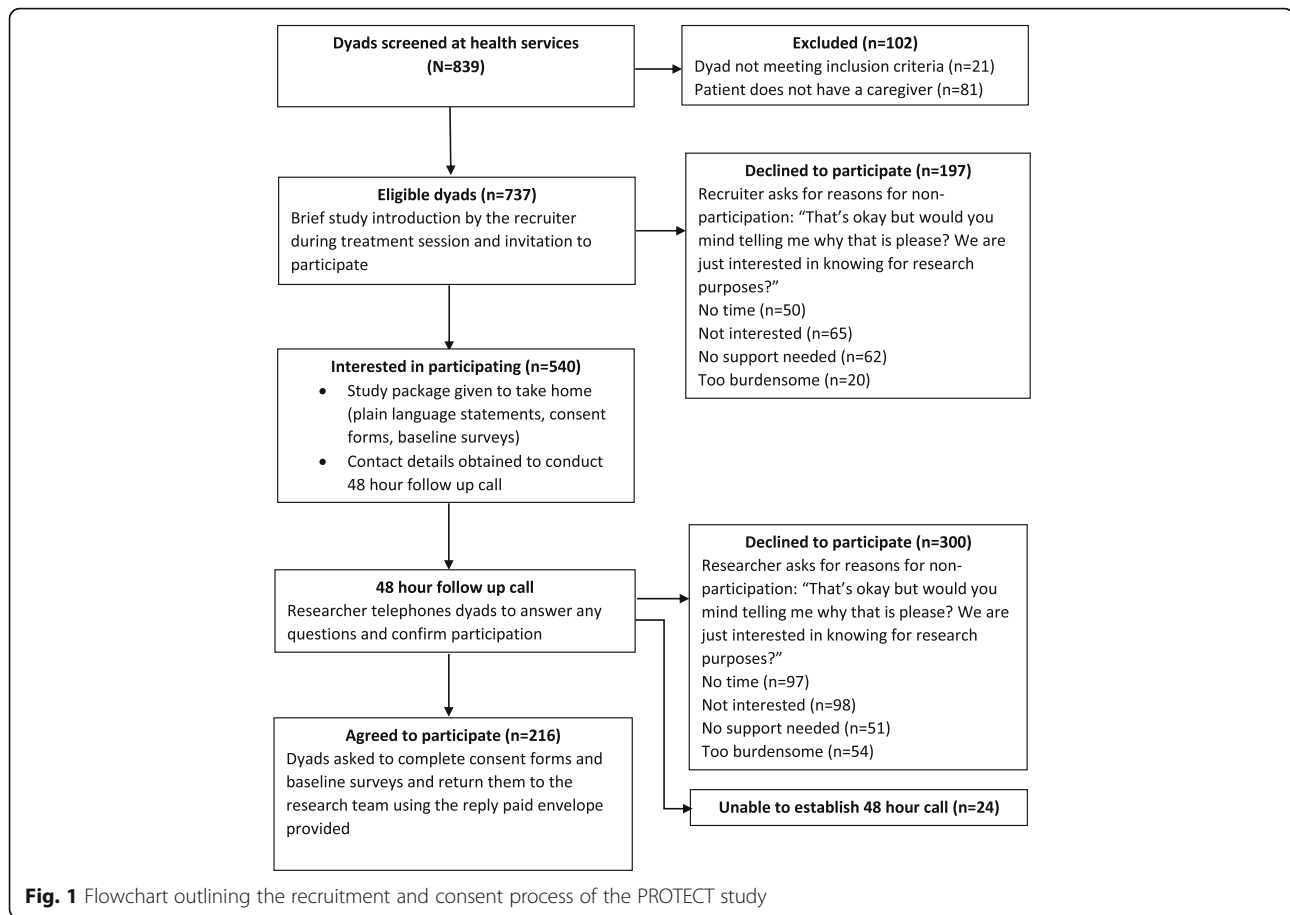 Dyads screened at health services
(N=839)
Excluded (n=102)
Dyad not meeting inclusion criteria (n=21)
Patient does not have a caregiver (n=81)
Eligible dyads (n=737)
Brief study introduction by the recruiter
during treatment session and invitation to
participate
Declined to participate (n=197)
Recruiter asks for reasons for non-
participation: “That’s okay but would you
mind telling me why that is please? We are
just interested in knowing for research
purposes?”
No time (n=50)
Not interested (n=65)
No support needed (n=62)
Too burdensome (n=20)
Interested in participating (n=540)
• Study package given to take home
(plain language statements, consent
forms, baseline surveys)
• Contact details obtained to conduct
48 hour follow up call
48 hour follow up call
Researcher telephones dyads to answer any
questions and confirm participation
Declined to participate (n=300)
Researcher asks for reasons for non-
participation: “That’s okay but would you
mind telling me why that is please? We are
just interested in knowing for research
purposes?”
No time (n=97)
Not interested (n=98)
No support needed (n=51)
Too burdensome (n=54)
Agreed to participate (n=216)
Dyads asked to complete consent forms and
baseline surveys and return them to the
research team using the reply paid envelope
provided
Unable to establish 48 hour call (n=24)
Fig. 1 Flowchart outlining the recruitment and consent process of the PROTECT study